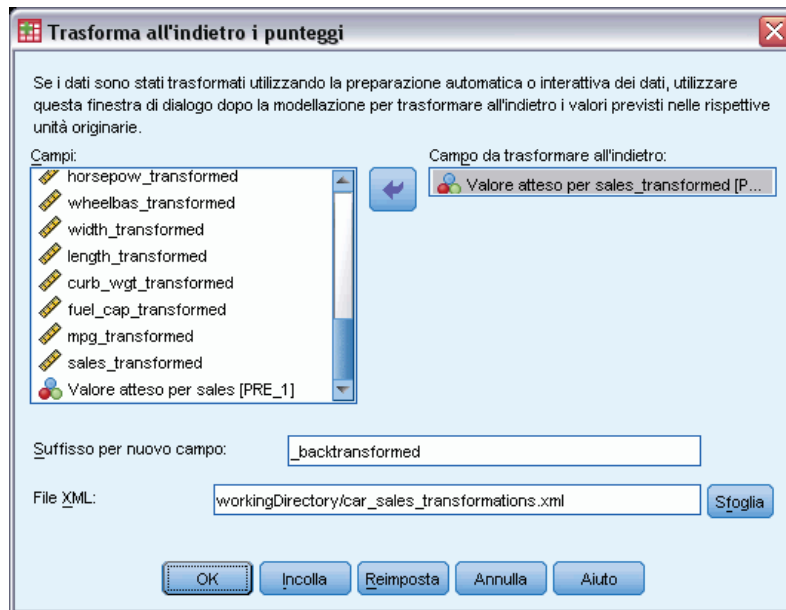 Trasforma all'indietro i punteggi
Se i dati sono stati trasformati utilizzando la preparazione automatica o interattiva dei dati, utilizzare
questa finestra di dialogo dopo la modellazione per trasformare all'indietro i valori previsti nelle rispettive
unità originarie.
Campi:
horsepow_transformed
wheelbas_transformed
width_transformed
length_transformed
curb_wgt_transformed
fuel_cap_transformed
mpg_transformed
sales_transformed
Valore atteso per sales [PRE_1]
Campo da trasformare all'indietro:
Valore atteso per sales_transformed [P...
Suffisso per nuovo campo:
_backtransformed
File XML:
workingDirectory/car_sales_transformations.xml
Sfoglia
OK
Incolla
Reimposta
Annulla
Aiuto